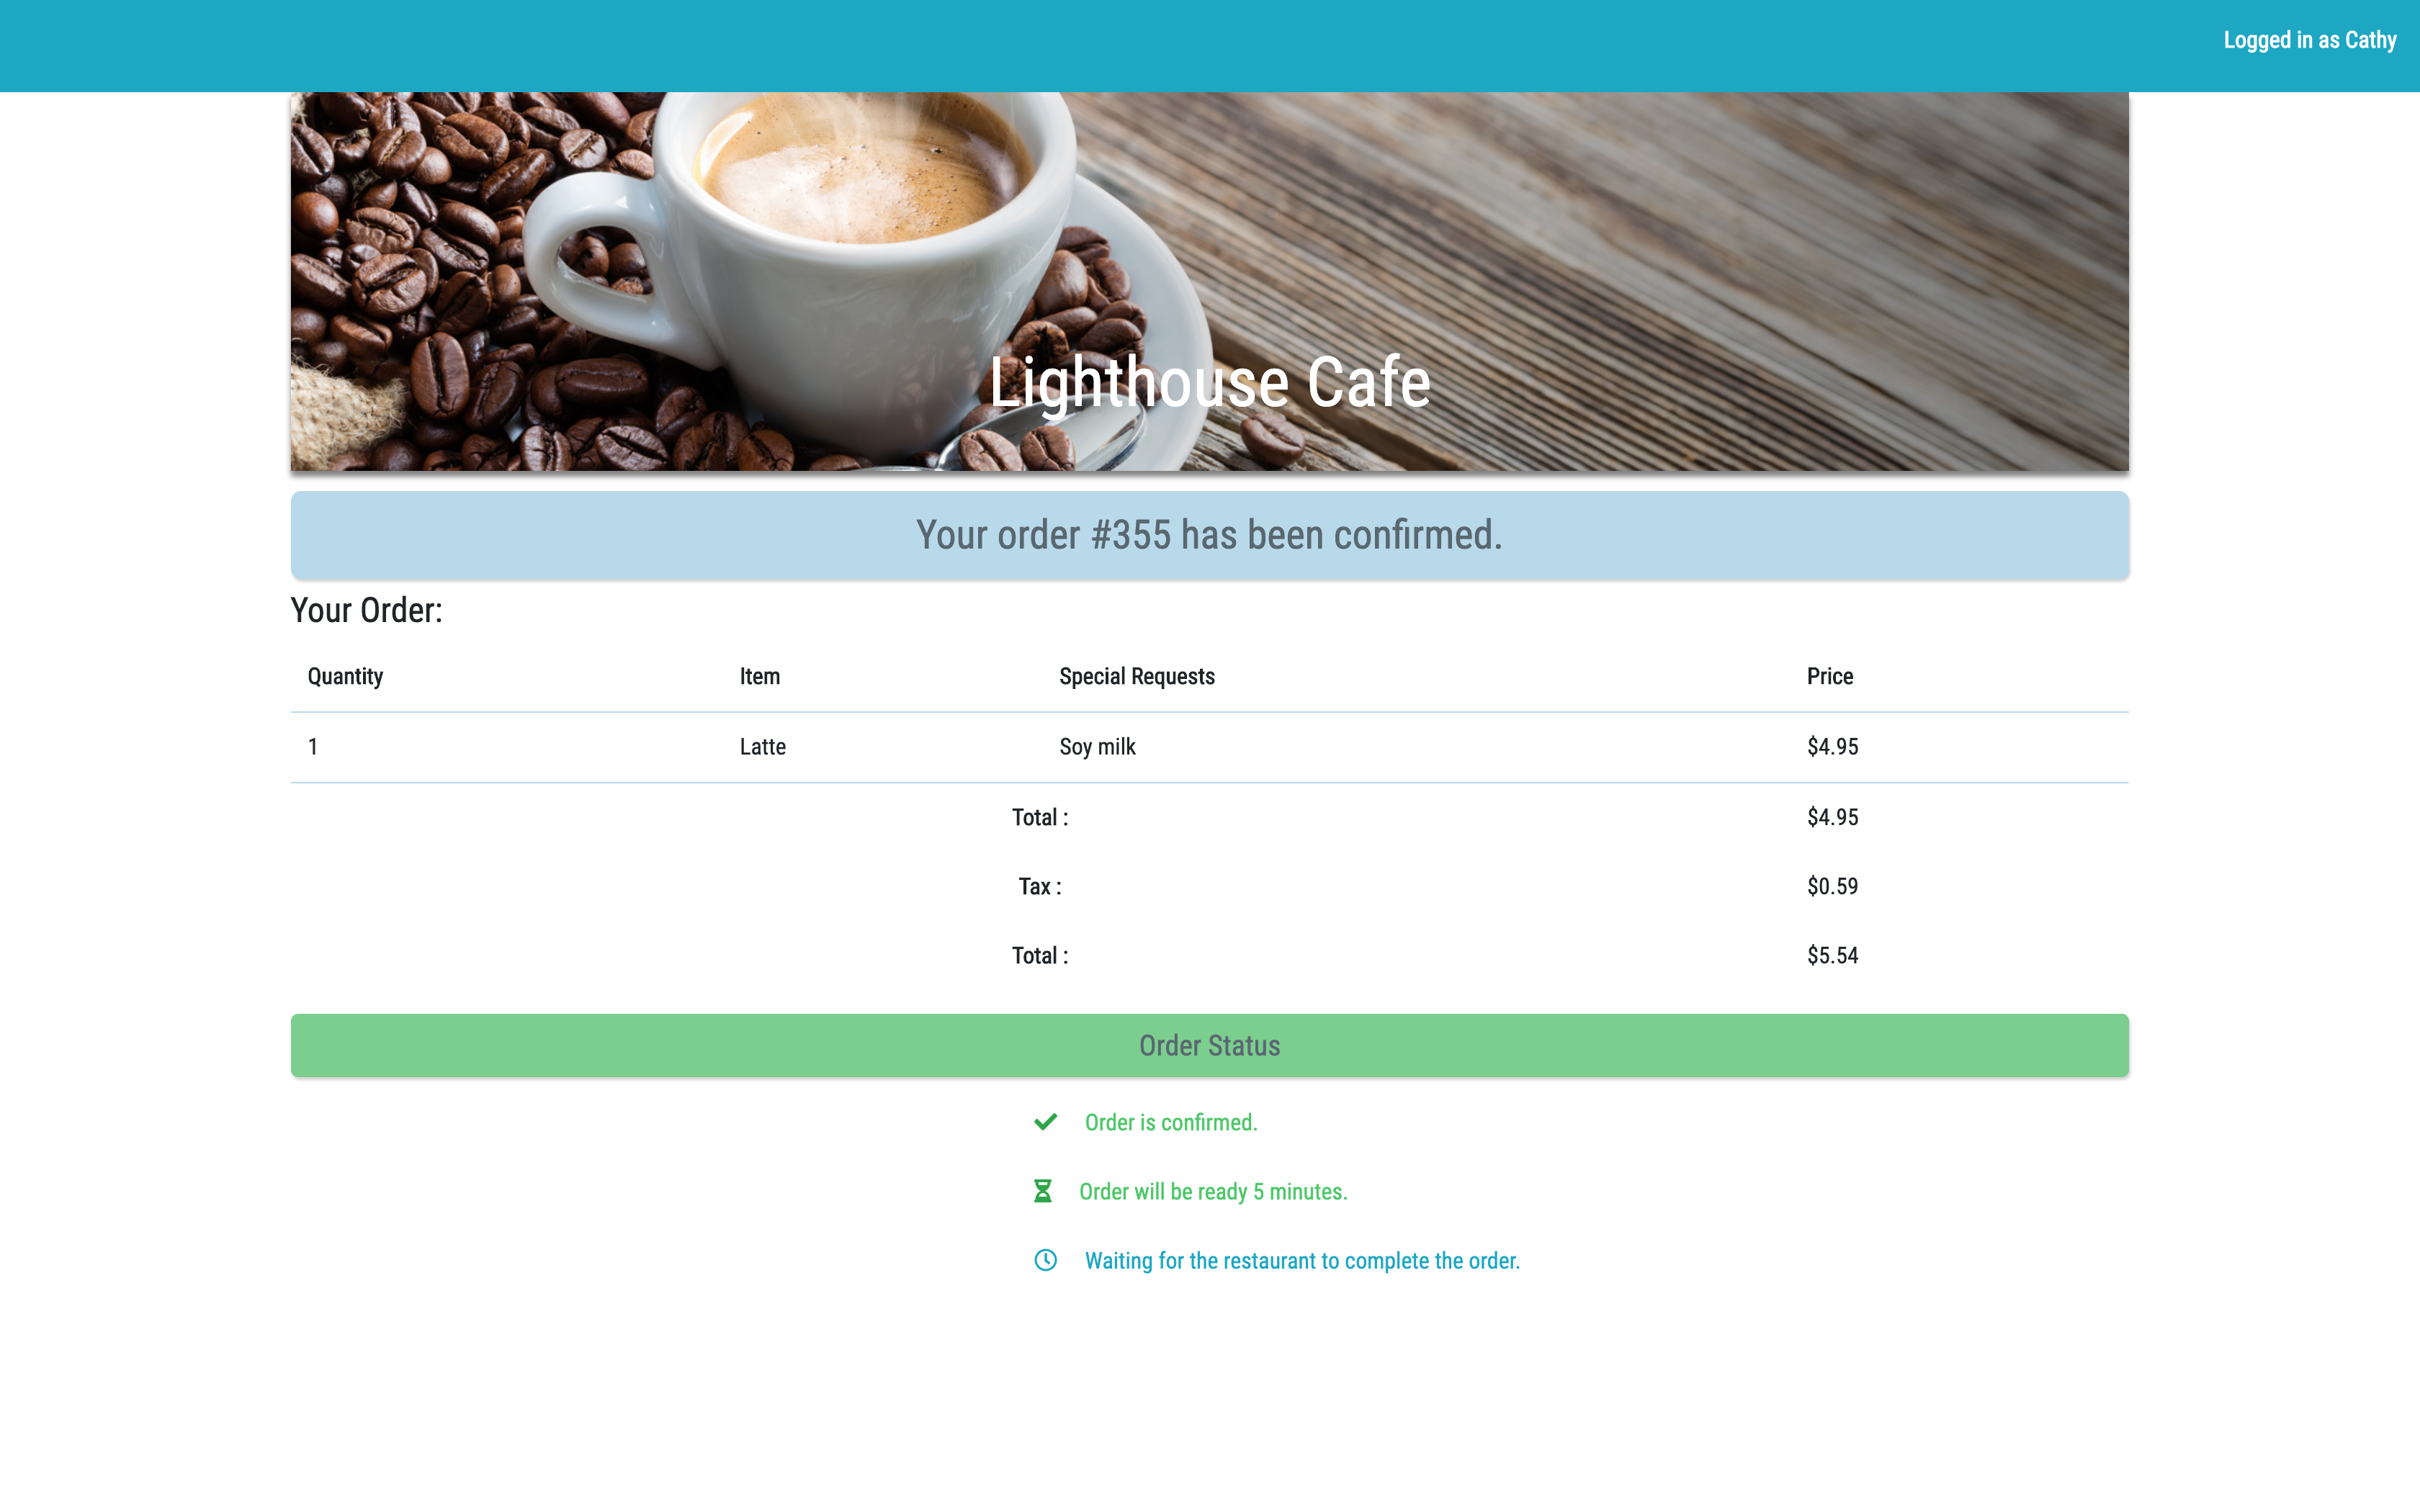 Logged in as Cathy
Lighthouse Cafe
Your order #355 has been confirmed.
Your Order:
Quantity Item Special Requests Price
1 Latte Soy milk $4.95
Total : $4.95
Tax : $0.59
Total : $5.54
Order Status
Order is confirmed.
Order will be ready 5 minutes.
Waiting for the restaurant to complete the order.